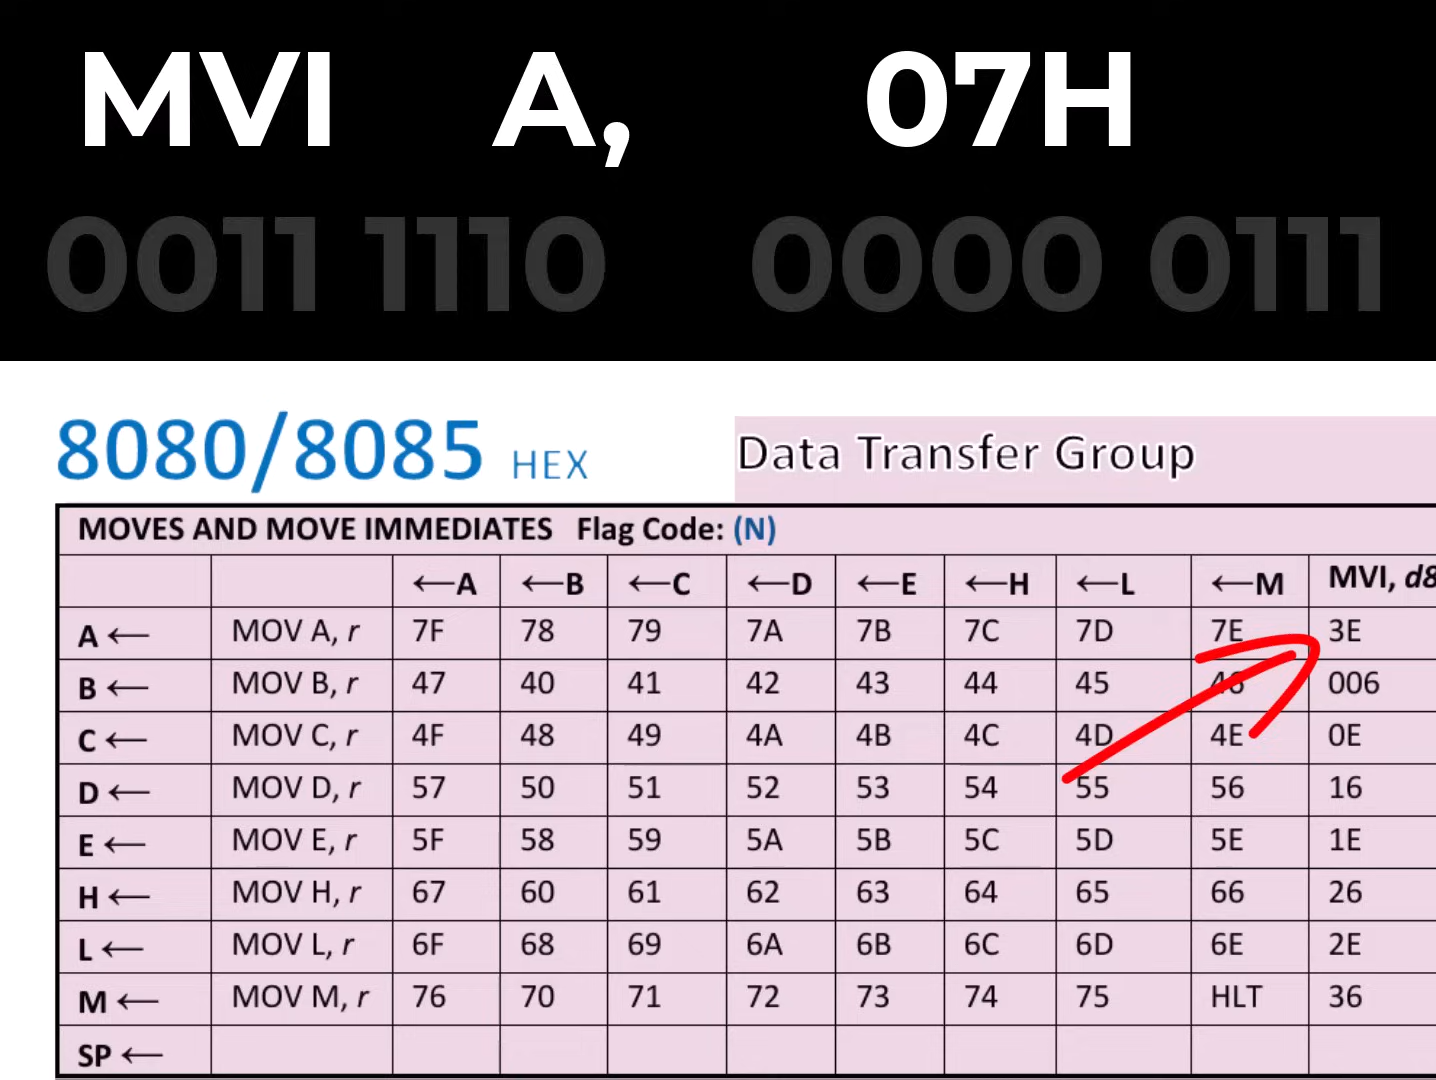 MVI A, 07H
0011 1110 0000 0111
8080/8085 HEX Data Transfer Group
MOVES AND MOVE IMMEDIATES Flag Code: (N)
←A ←B ←C ←D ←E ←H ←L ←M MVI, d8
A ← MOV A, r 7F 78 79 7A 7B 7C 7D 7E 3E
B ← MOV B, r 47 40 41 42 43 44 45 46 006
C ← MOV C, r 4F 48 49 4A 4B 4C 4D 4E 0E
D ← MOV D, r 57 50 51 52 53 54 55 56 16
E ← MOV E, r 5F 58 59 5A 5B 5C 5D 5E 1E
H ← MOV H, r 67 60 61 62 63 64 65 66 26
L ← MOV L, r 6F 68 69 6A 6B 6C 6D 6E 2E
M ← MOV M, r 76 70 71 72 73 74 75 HLT 36
SP ←